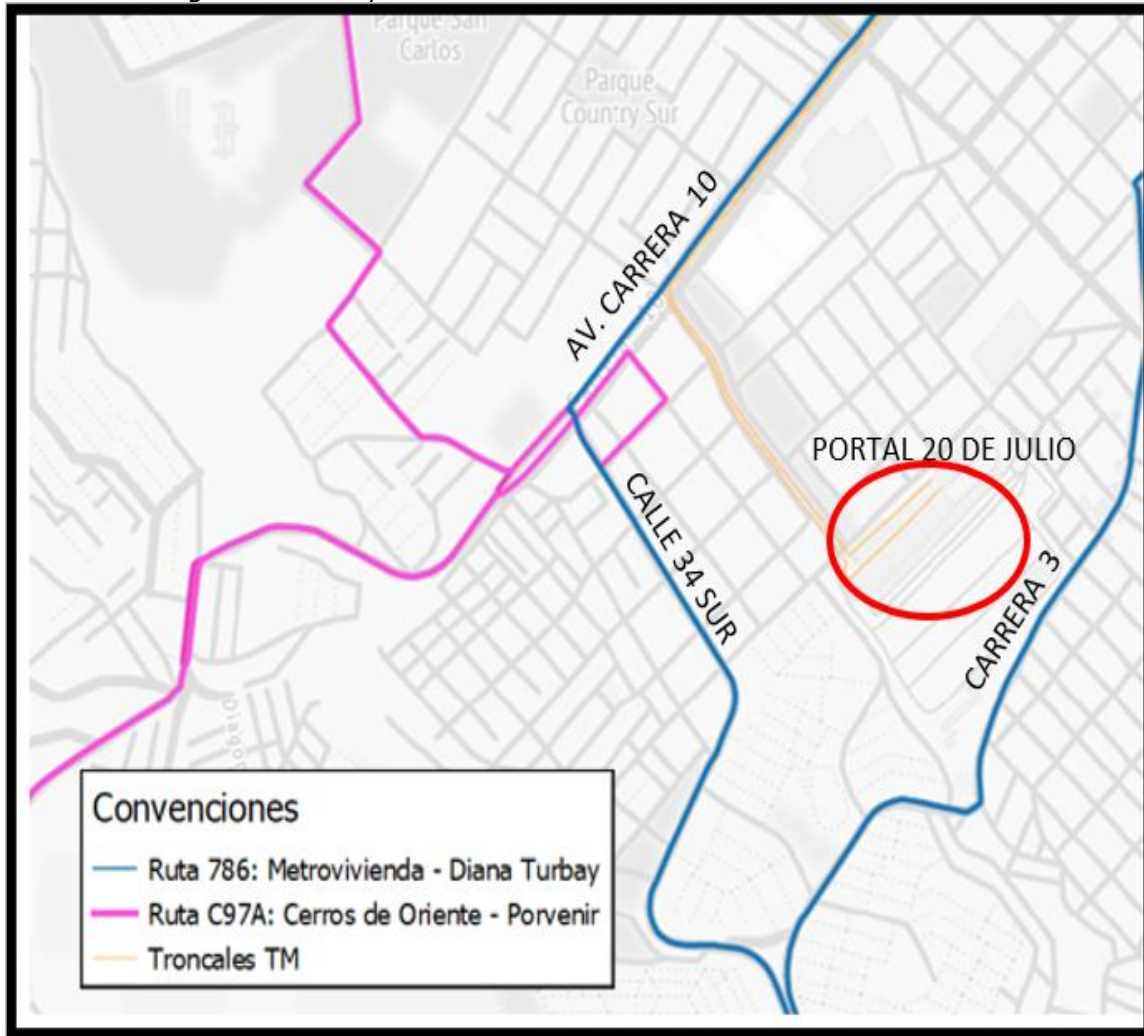 Parque San
Carlos
Parque
Country Sur
AV. CARRERA 10
PORTAL 20 DE JULIO
CALLE 34 SUR
CARRERA 3
Convenciones
Ruta 786: Metrovivienda - Diana Turbay
Ruta C97A: Cerros de Oriente - Porvenir
Troncales TM